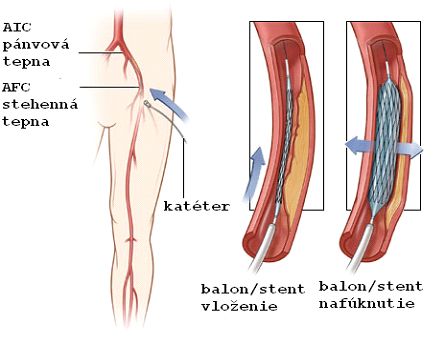 AIC
pánvová
tepna
AFC
stehenná
tepna
katéter
balon/stent
vloženie
balon/stent
nafúknutie